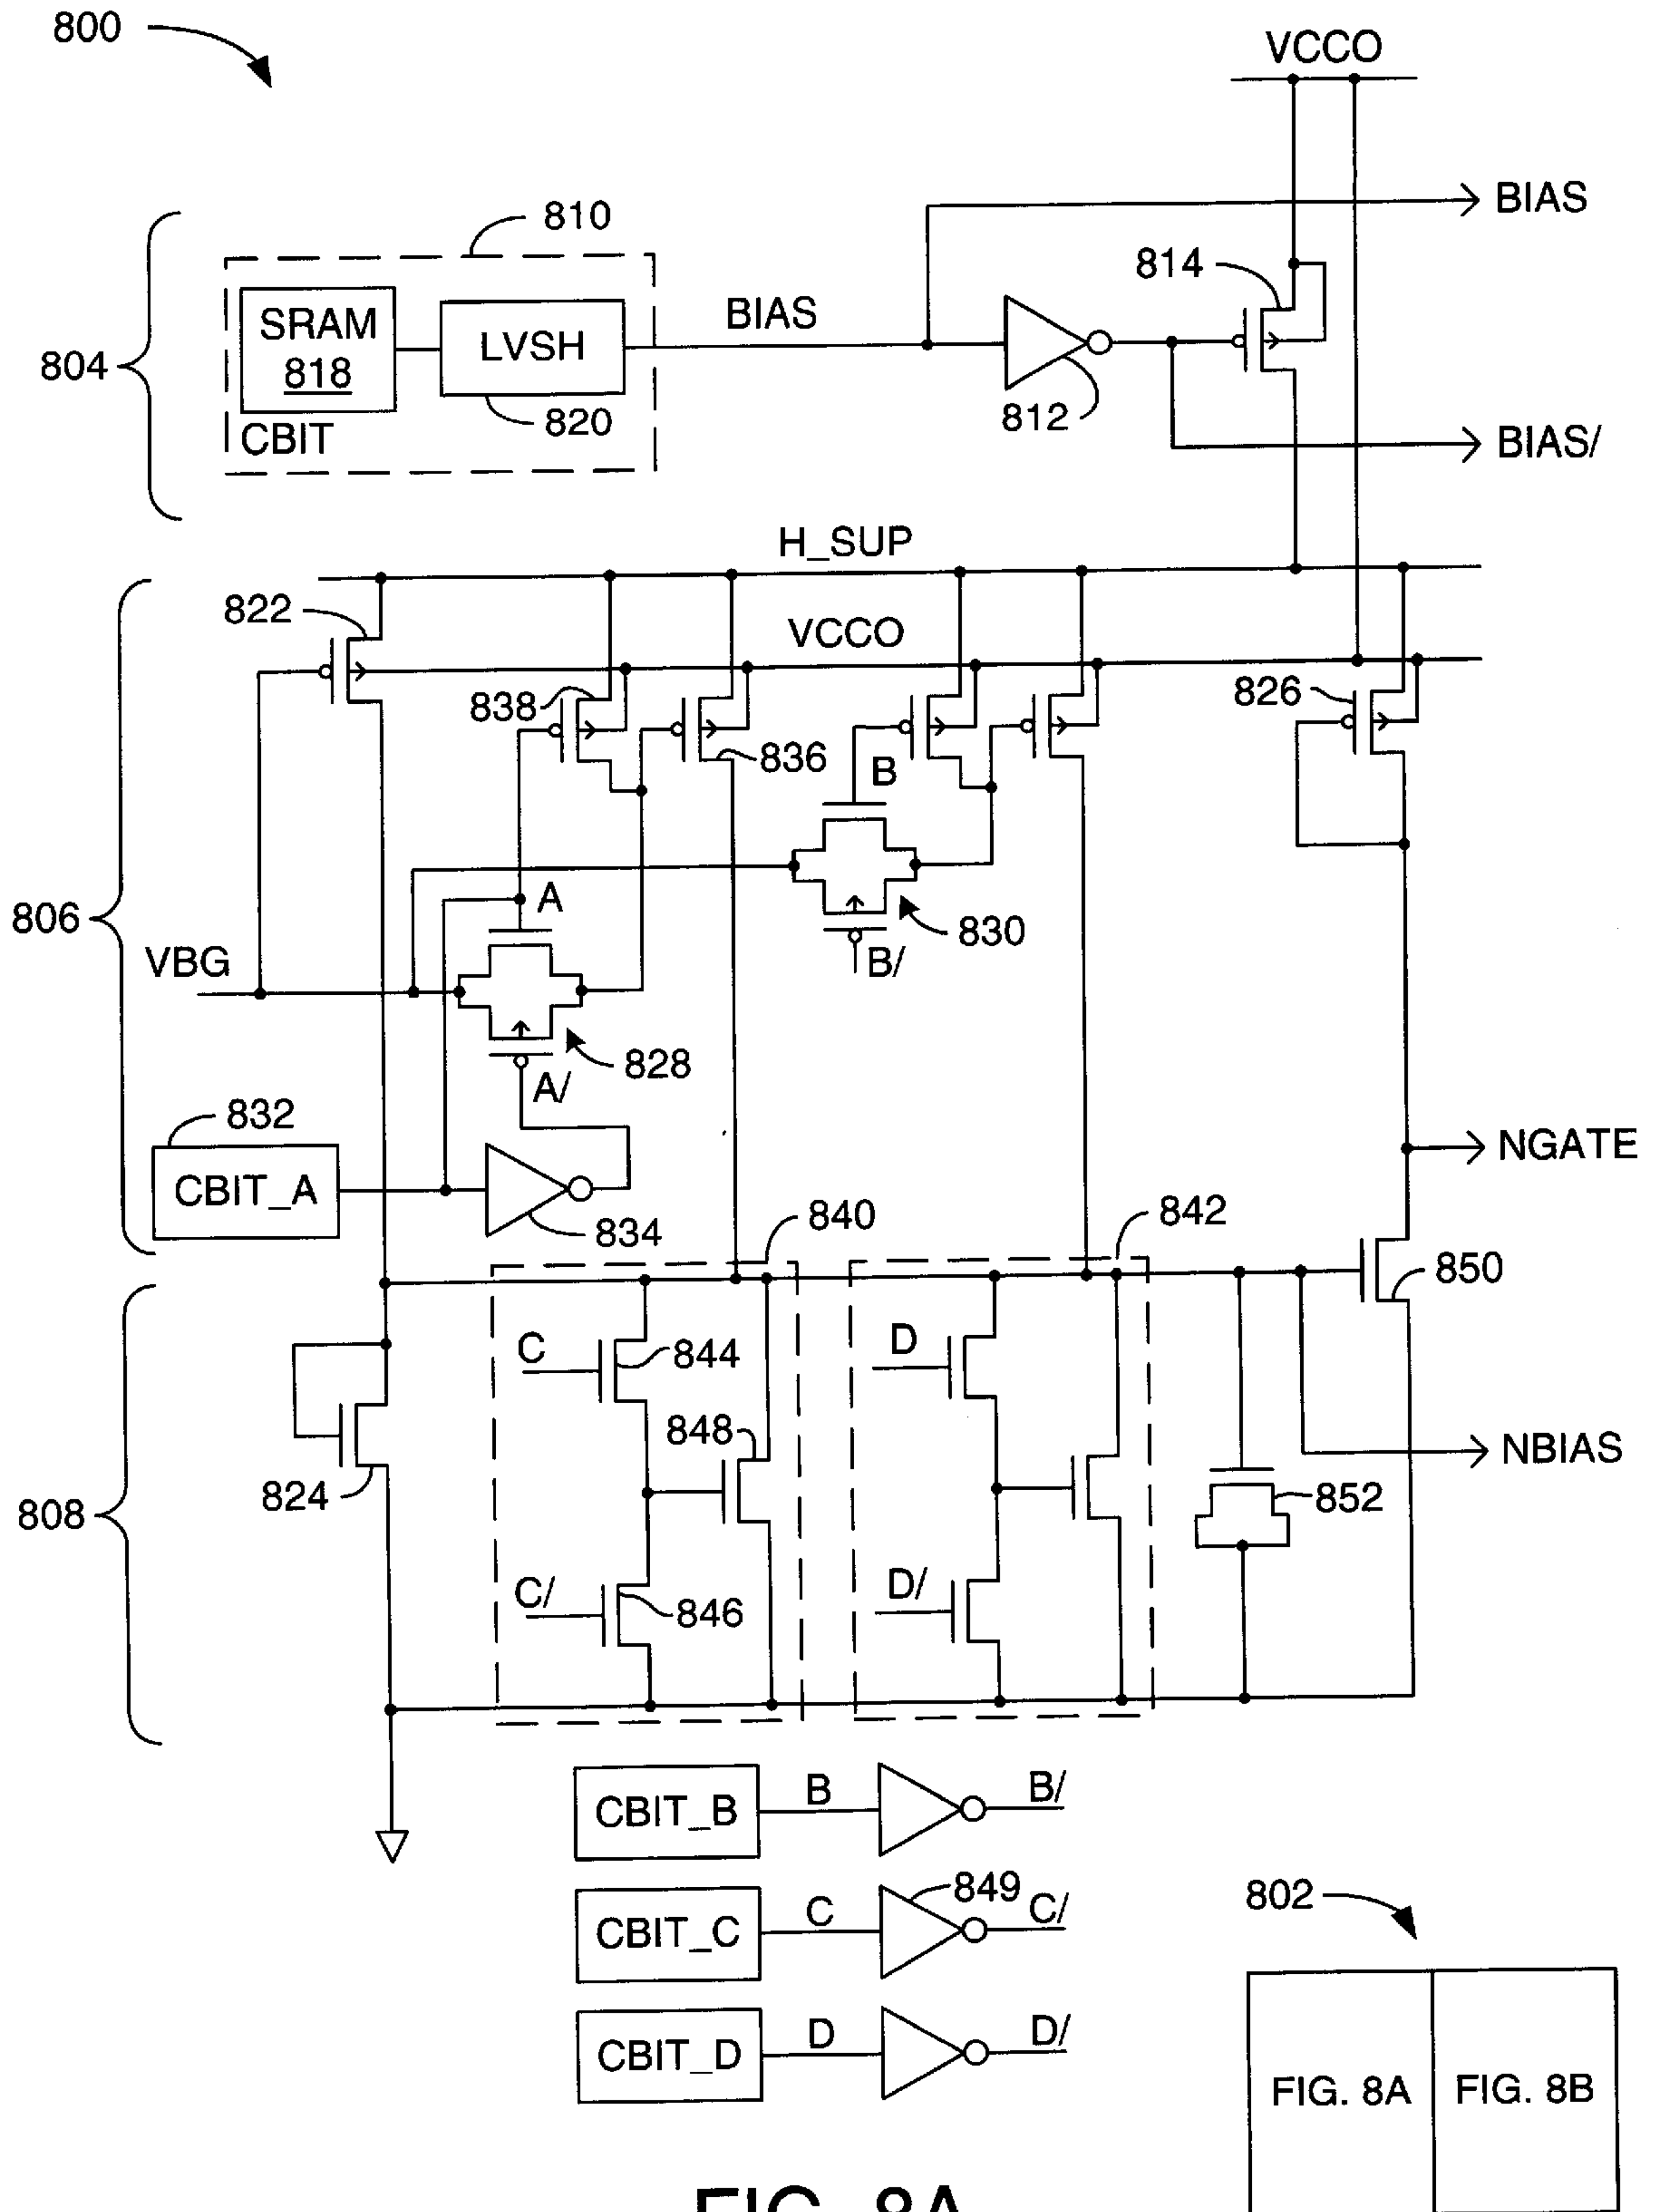 800
VCCO
BIAS
810
814
SRAM
818
LVSH
BIAS
804
820
812
CBIT
BIAS/
H_SUP
822
VCCO
838
826
836
B
806
A
830
VBG
B/
828
A/
832
NGATE
CBIT_A
834
840
842
850
C
844
D
848
NBIAS
824
852
808
C/
846
D/
CBIT_B
B
B/
849
802
CBIT_C
C
C/
CBIT_D
D
D/
FIG. 8A
FIG. 8B
FIG. 8A